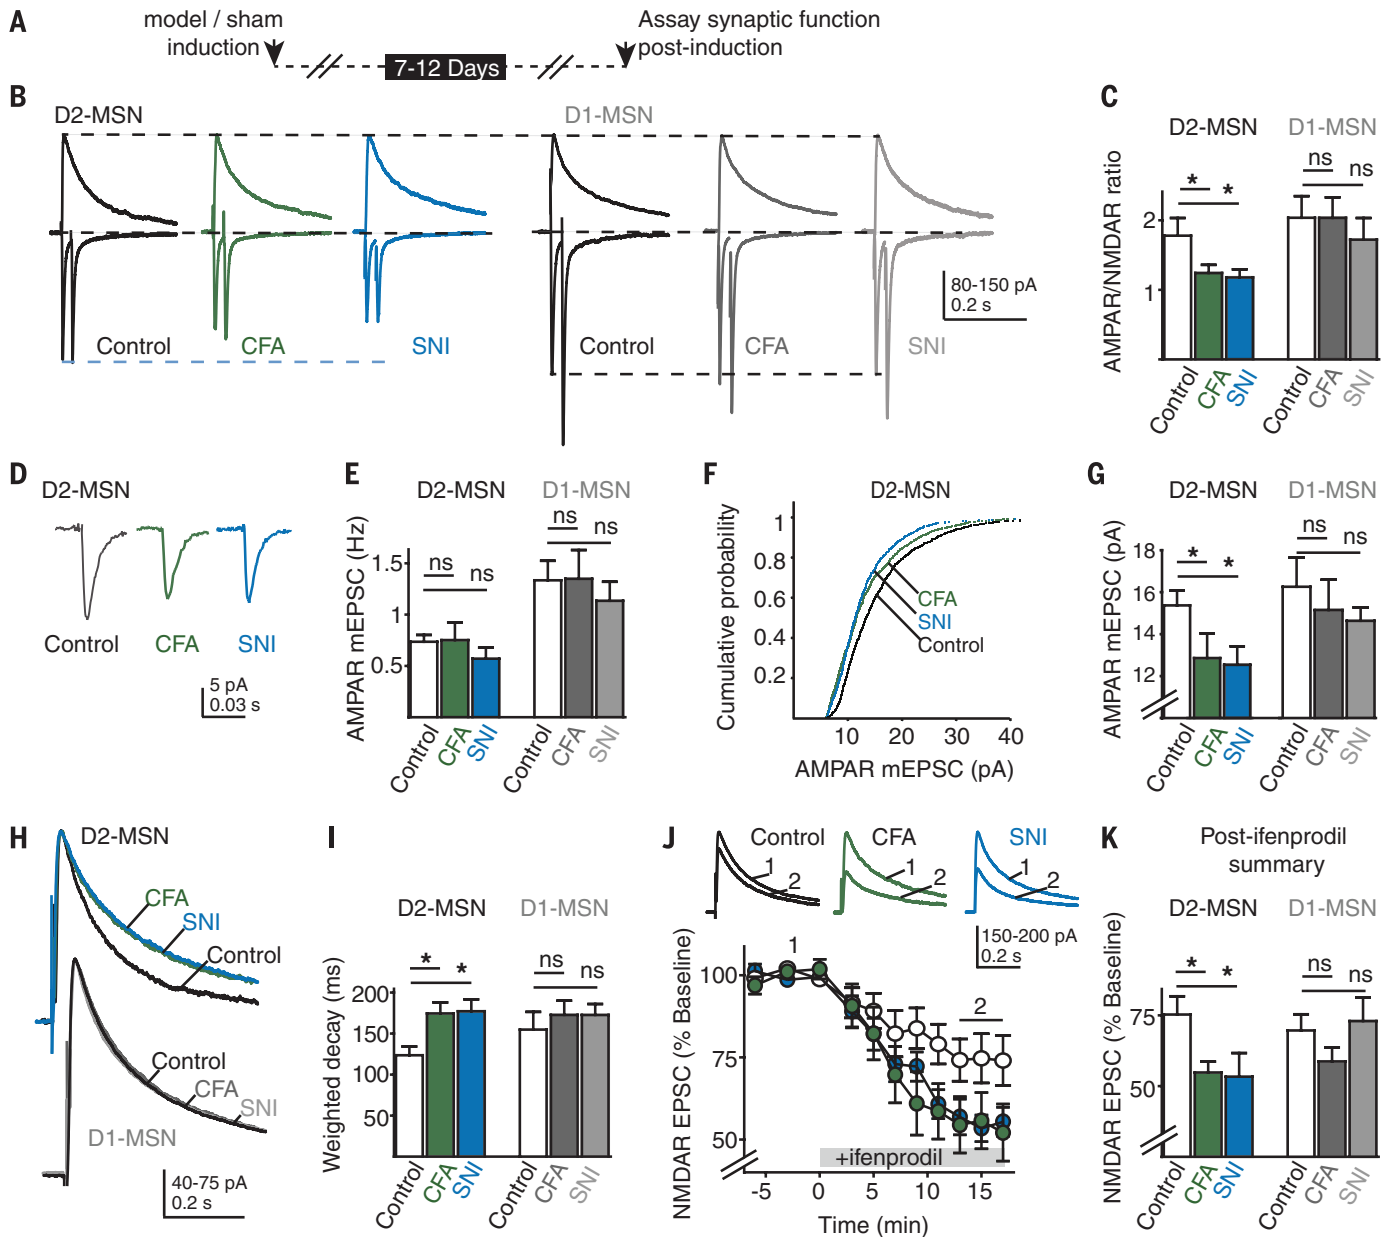 A
model / sham
induction
7-12 Days
Assay synaptic function
post-induction
B
D2-MSN
D1-MSN
Control
CFA
SNI
Control
CFA
SNI
80-150 pA
0.2 s
C
D2-MSN
D1-MSN
AMPAR/NMDAR ratio
2
1
*
*
ns
ns
Control
CFA
SNI
Control
CFA
SNI
D
D2-MSN
Control
CFA
SNI
5 pA
0.03 s
E
D2-MSN
D1-MSN
AMPAR mEPSC (Hz)
1.5
1
0.5
ns
ns
ns
ns
Control
CFA
SNI
Control
CFA
SNI
F
D2-MSN
Cumulative probability
1
0.8
0.6
0.4
0.2
CFA
SNI
Control
10
20
30
40
AMPAR mEPSC (pA)
G
D2-MSN
D1-MSN
AMPAR mEPSC (pA)
18
16
14
12
*
*
ns
ns
Control
CFA
SNI
Control
CFA
SNI
H
D2-MSN
CFA
SNI
Control
Control
CFA
SNI
D1-MSN
40-75 pA
0.2 s
I
D2-MSN
D1-MSN
Weighted decay (ms)
200
150
100
50
*
*
ns
ns
Control
CFA
SNI
Control
CFA
SNI
J
Control
CFA
SNI
1
2
1
2
1
2
150-200 pA
0.2 s
NMDAR EPSC (% Baseline)
100
75
50
1
2
+ifenprodil
-5
0
5
10
15
Time (min)
K
Post-ifenprodil
summary
D2-MSN
D1-MSN
NMDAR EPSC (% Baseline)
75
50
*
*
ns
ns
Control
CFA
SNI
Control
CFA
SNI